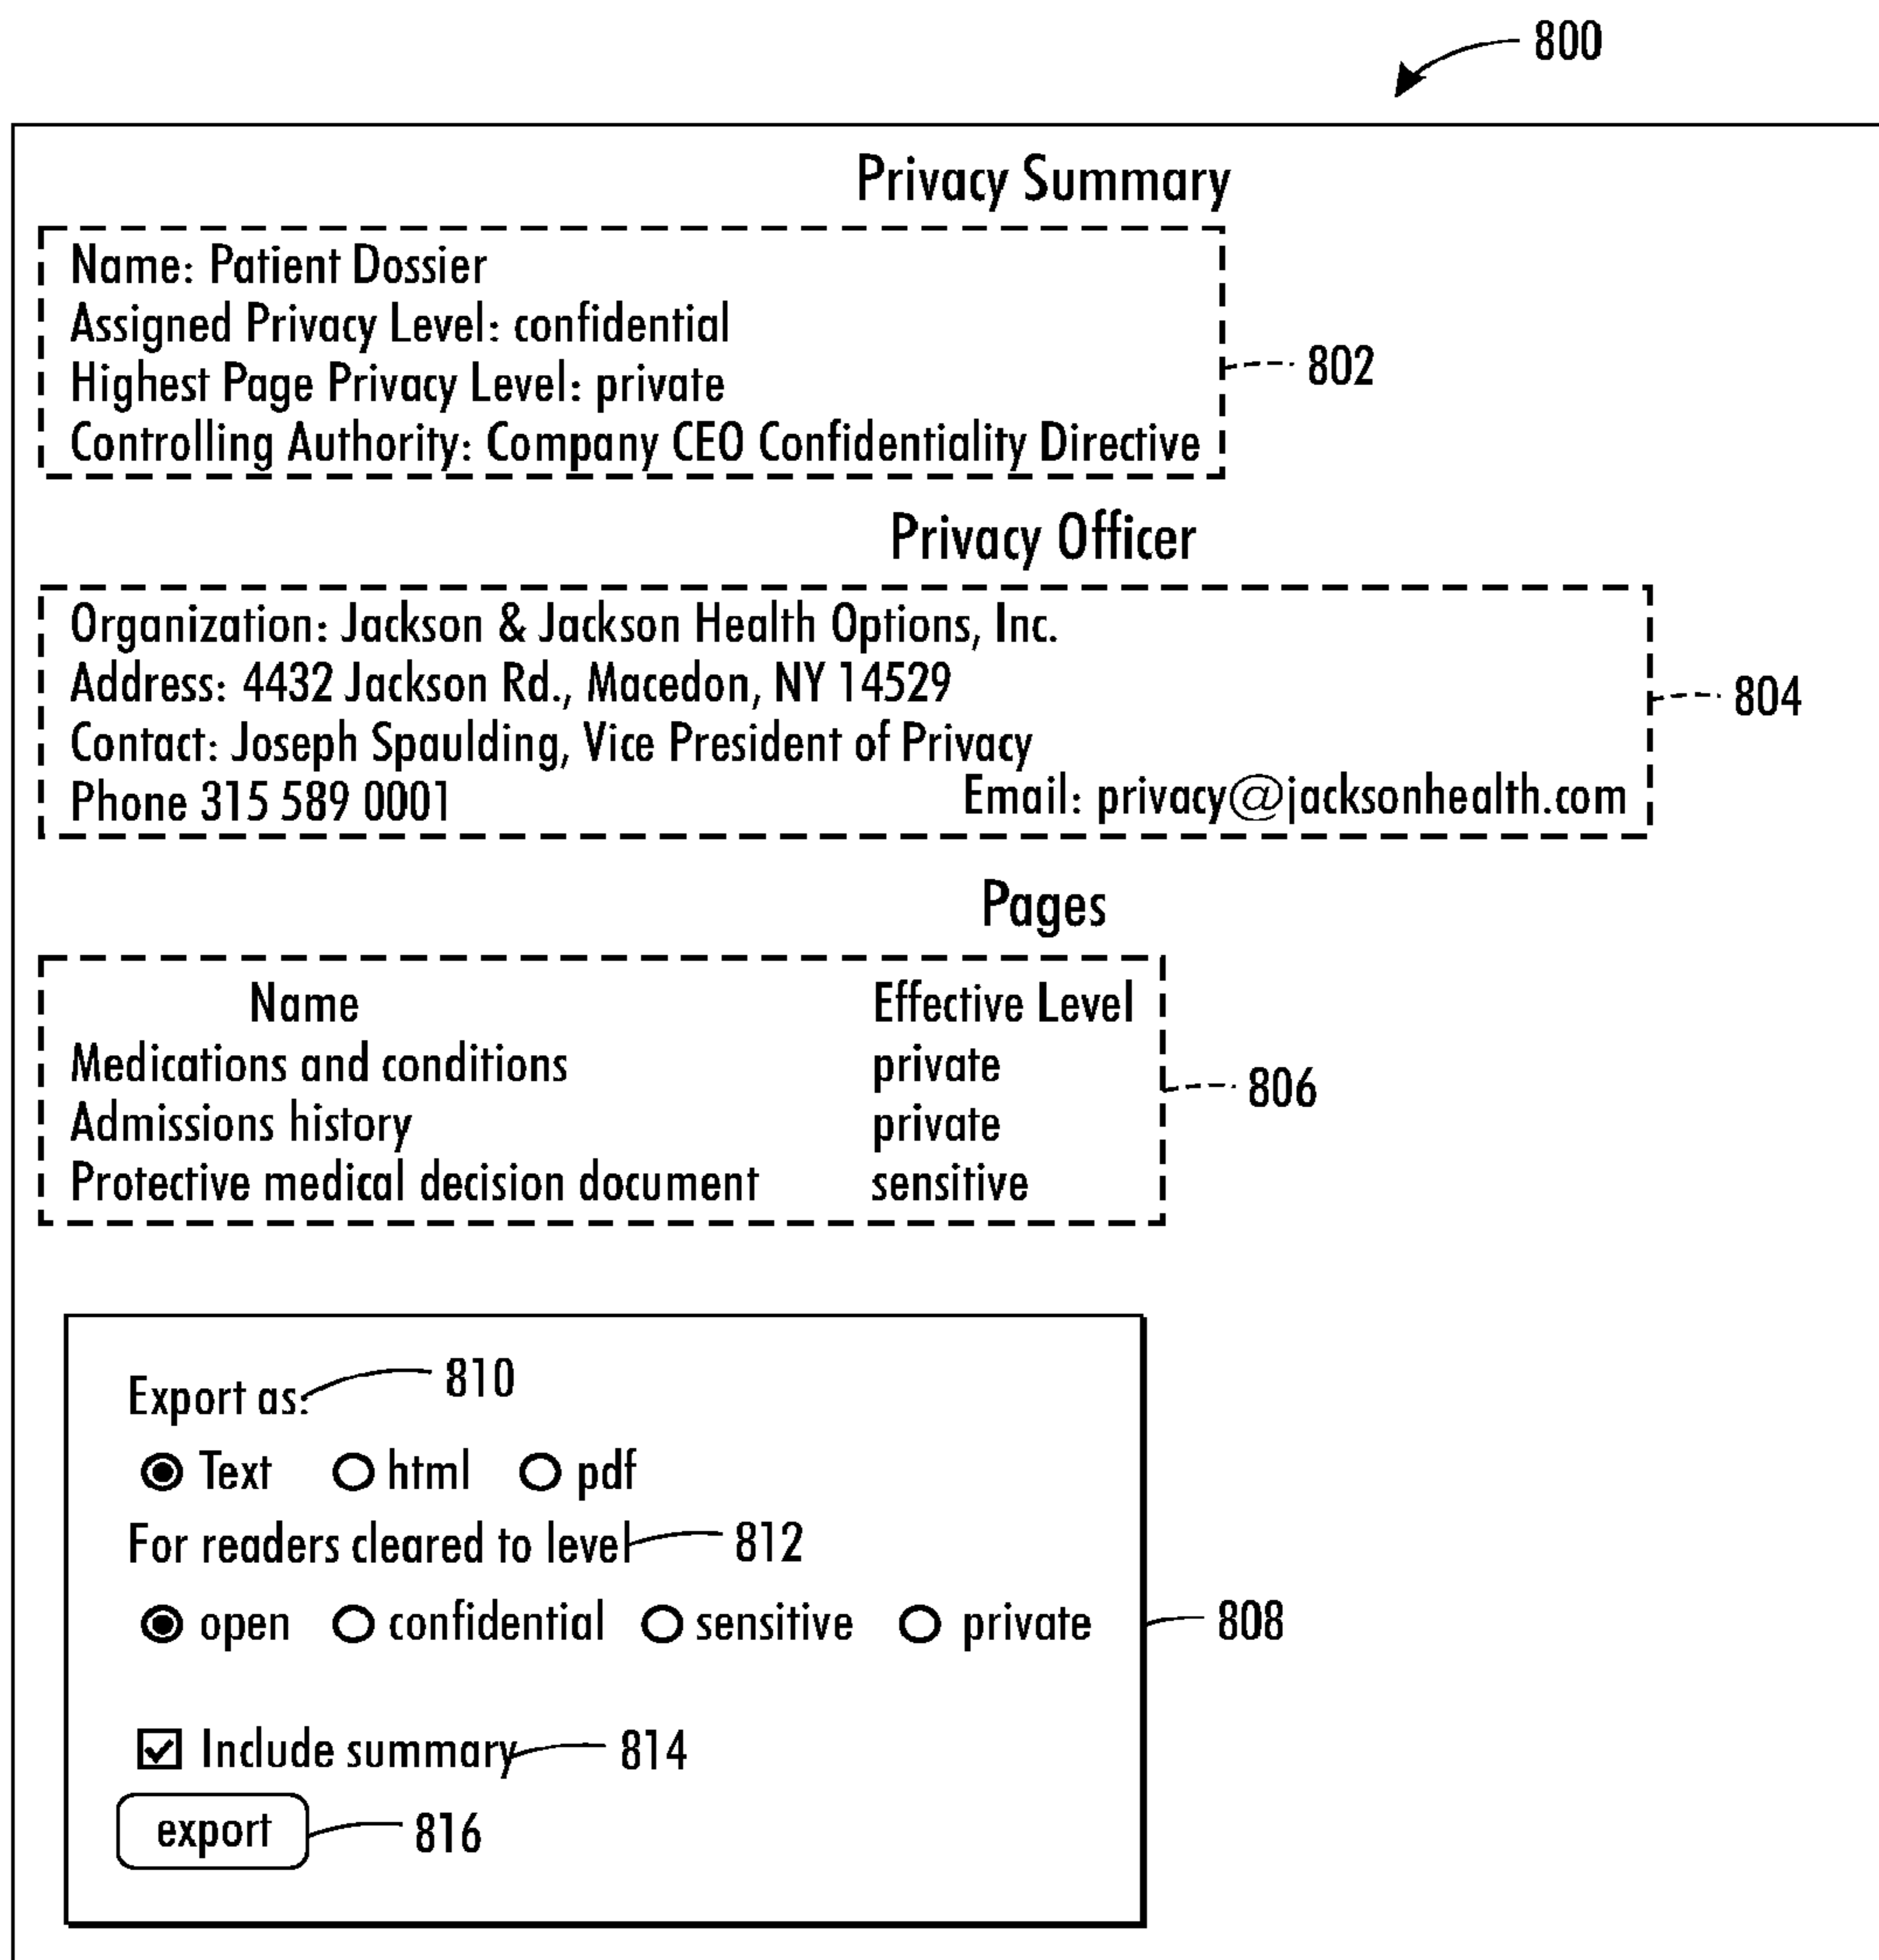 800
Privacy Summary
Name: Patient Dossier
Assigned Privacy Level: confidential
Highest Page Privacy Level: private
802
Controlling Authority: Company CEO Confidentiality Directive
Privacy Officer
Organization: Jackson & Jackson Health Options, Inc.
Address: 4432 Jackson Rd., Macedon, NY 14529
804
Contact: Joseph Spaulding, Vice President of Privacy
Phone 315 589 0001 Email: privacy@jacksonhealth.com
Pages
Name Effective Level
Medications and conditions private
806
Admissions history private
Protective medical decision document sensitive
Export as: 810
Text html pdf
For readers cleared to level 812
open confidential sensitive private 808
Include summary 814
export 816